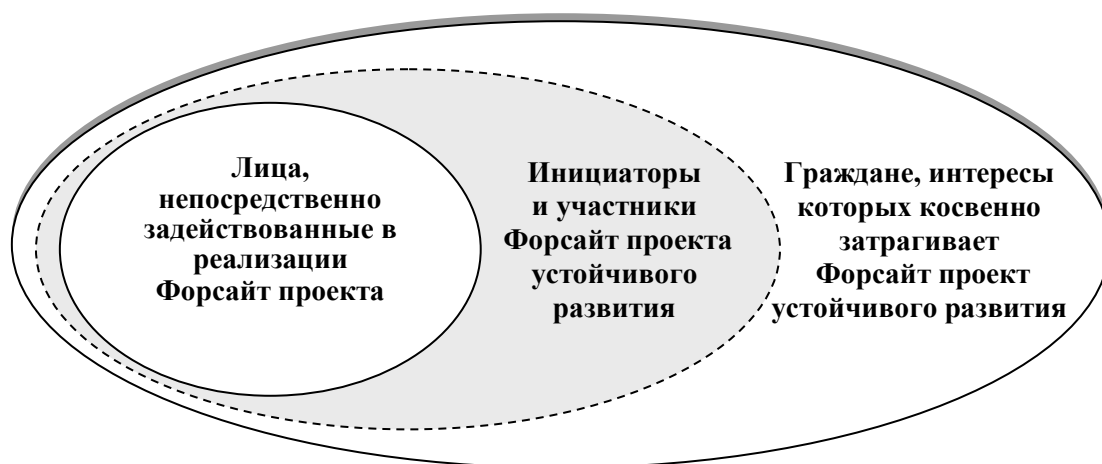 Лица,
непосредственно
задействованные в
реализации
Форсайт проекта
Инициаторы
и участники
Форсайт проекта
устойчивого
развития
Граждане, интересы
которых косвенно
затрагивает
Форсайт проект
устойчивого развития